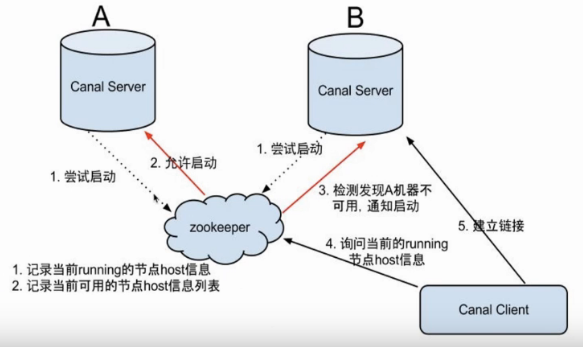 A
B
Canal Server
Canal Server
1. 尝试启动
2. 允许启动
1. 尝试启动
3. 检测发现A机器不
可用，通知启动
zookeeper
4. 询问当前的running
节点host信息
5. 建立链接
1. 记录当前running的节点host信息
2. 记录当前可用的节点host信息列表
Canal Client